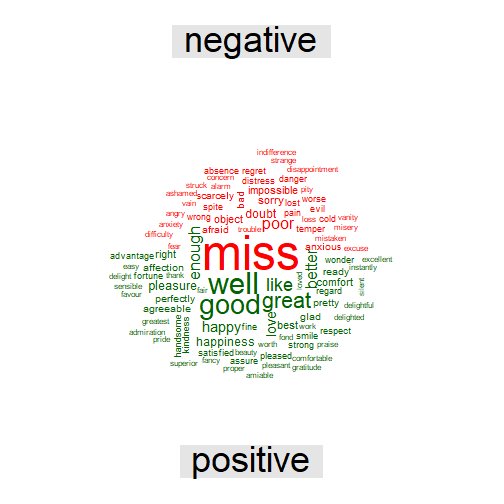 negative
indifference
strange
absence regret disappointment
concern distress danger
struck alarm impossible pity
ashamed scarcely bad sorry lost worse
vain spite doubt pain evil
angry wrong object poor loss cold vanity
anxiety afraid trouble temper misery
difficulty mistaken
fear enough miss anxious excuse
advantage right better wonder excellent
easy affection well like loved ready instantly
delight fortune thank comfort silent
sensible pleasure fair great regard
favour perfectly good pretty delightful
agreeable love glad delighted
greatest happy fine best work respect
admiration handsome kindness happiness fond smile
pride satisfied beauty worth strong praise
superior fancy assure pleased comfortable
proper pleasant gratitude
amiable
positive